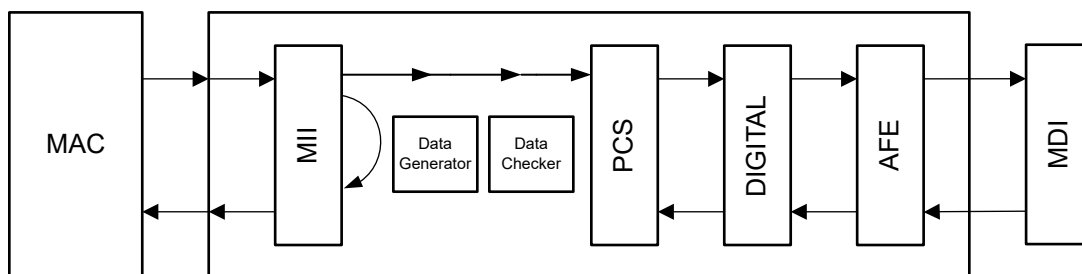 MAC
MII
Data
Generator
Data
Checker
PCS
DIGITAL
AFE
MDI